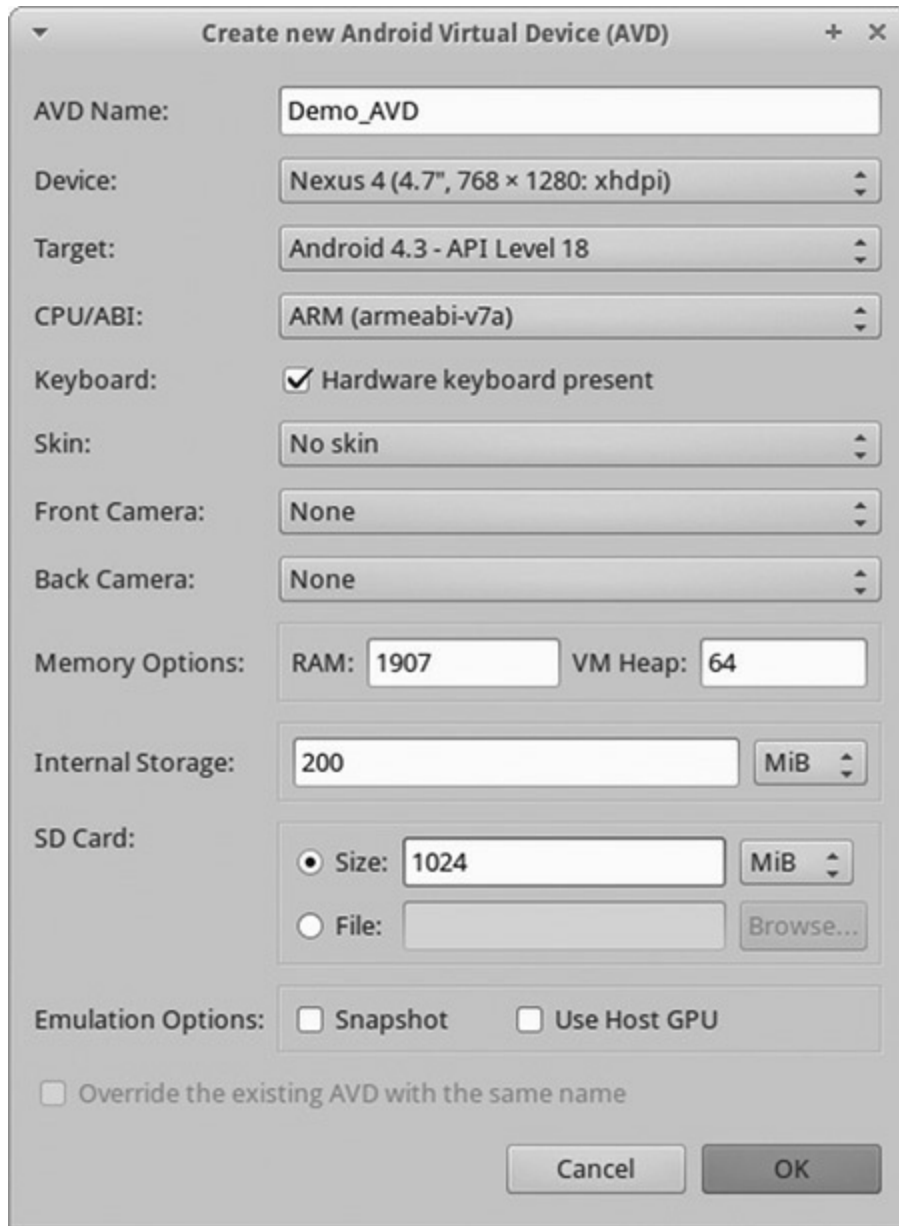 Create new Android Virtual Device (AVD)
AVD Name: Demo_AVD
Device: Nexus 4 (4.7", 768 × 1280: xhdpi)
Target: Android 4.3 - API Level 18
CPU/ABI: ARM (armeabi-v7a)
Keyboard: Hardware keyboard present
Skin: No skin
Front Camera: None
Back Camera: None
Memory Options: RAM: 1907 VM Heap: 64
Internal Storage: 200 MiB
SD Card:
Size: 1024 MiB
File: Browse...
Emulation Options: Snapshot Use Host GPU
Override the existing AVD with the same name
Cancel OK